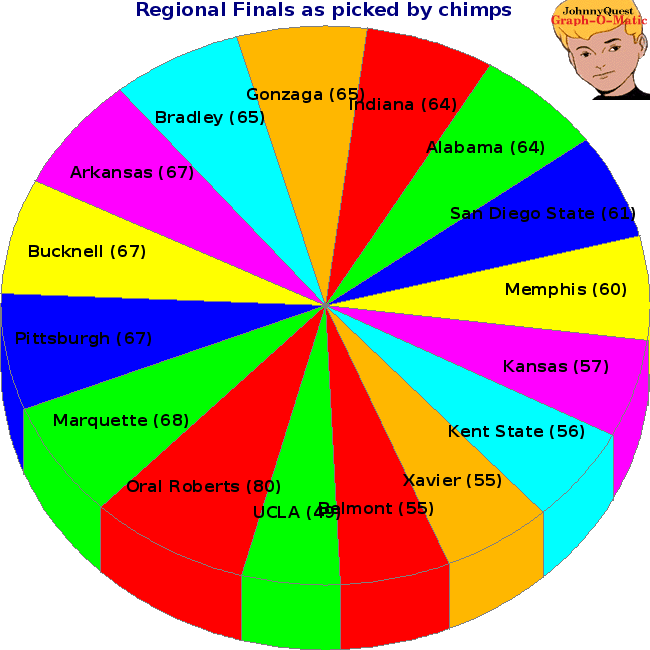 Regional Finals as picked by chimps
JohnnyQuest
Graph-O-Matic
Gonzaga (65)
Indiana (64)
Bradley (65)
Alabama (64)
Arkansas (67)
San Diego State (61)
Bucknell (67)
Memphis (60)
Pittsburgh (67)
Kansas (57)
Marquette (68)
Kent State (56)
Xavier (55)
Oral Roberts (80)
Belmont (55)
UCLA (49)